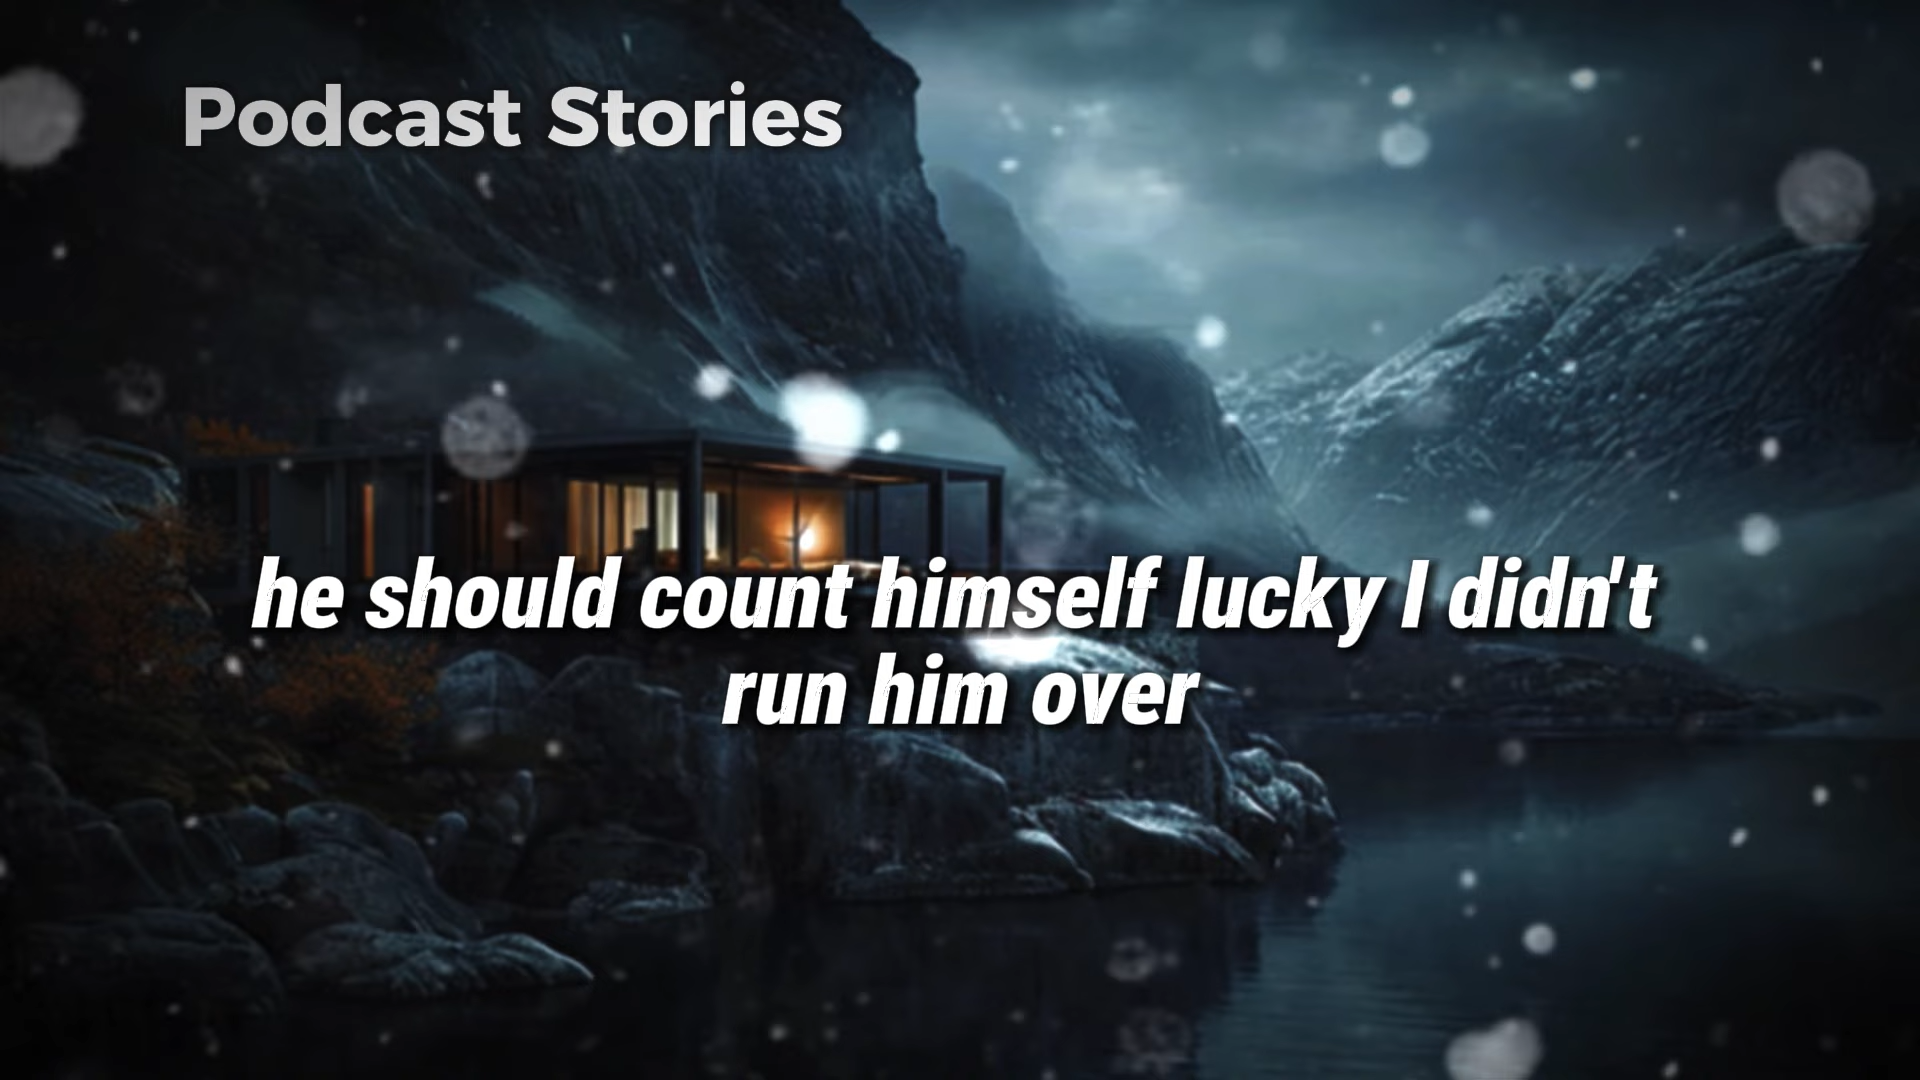 Podcast Stories
he should count himself lucky I didn't
run him over